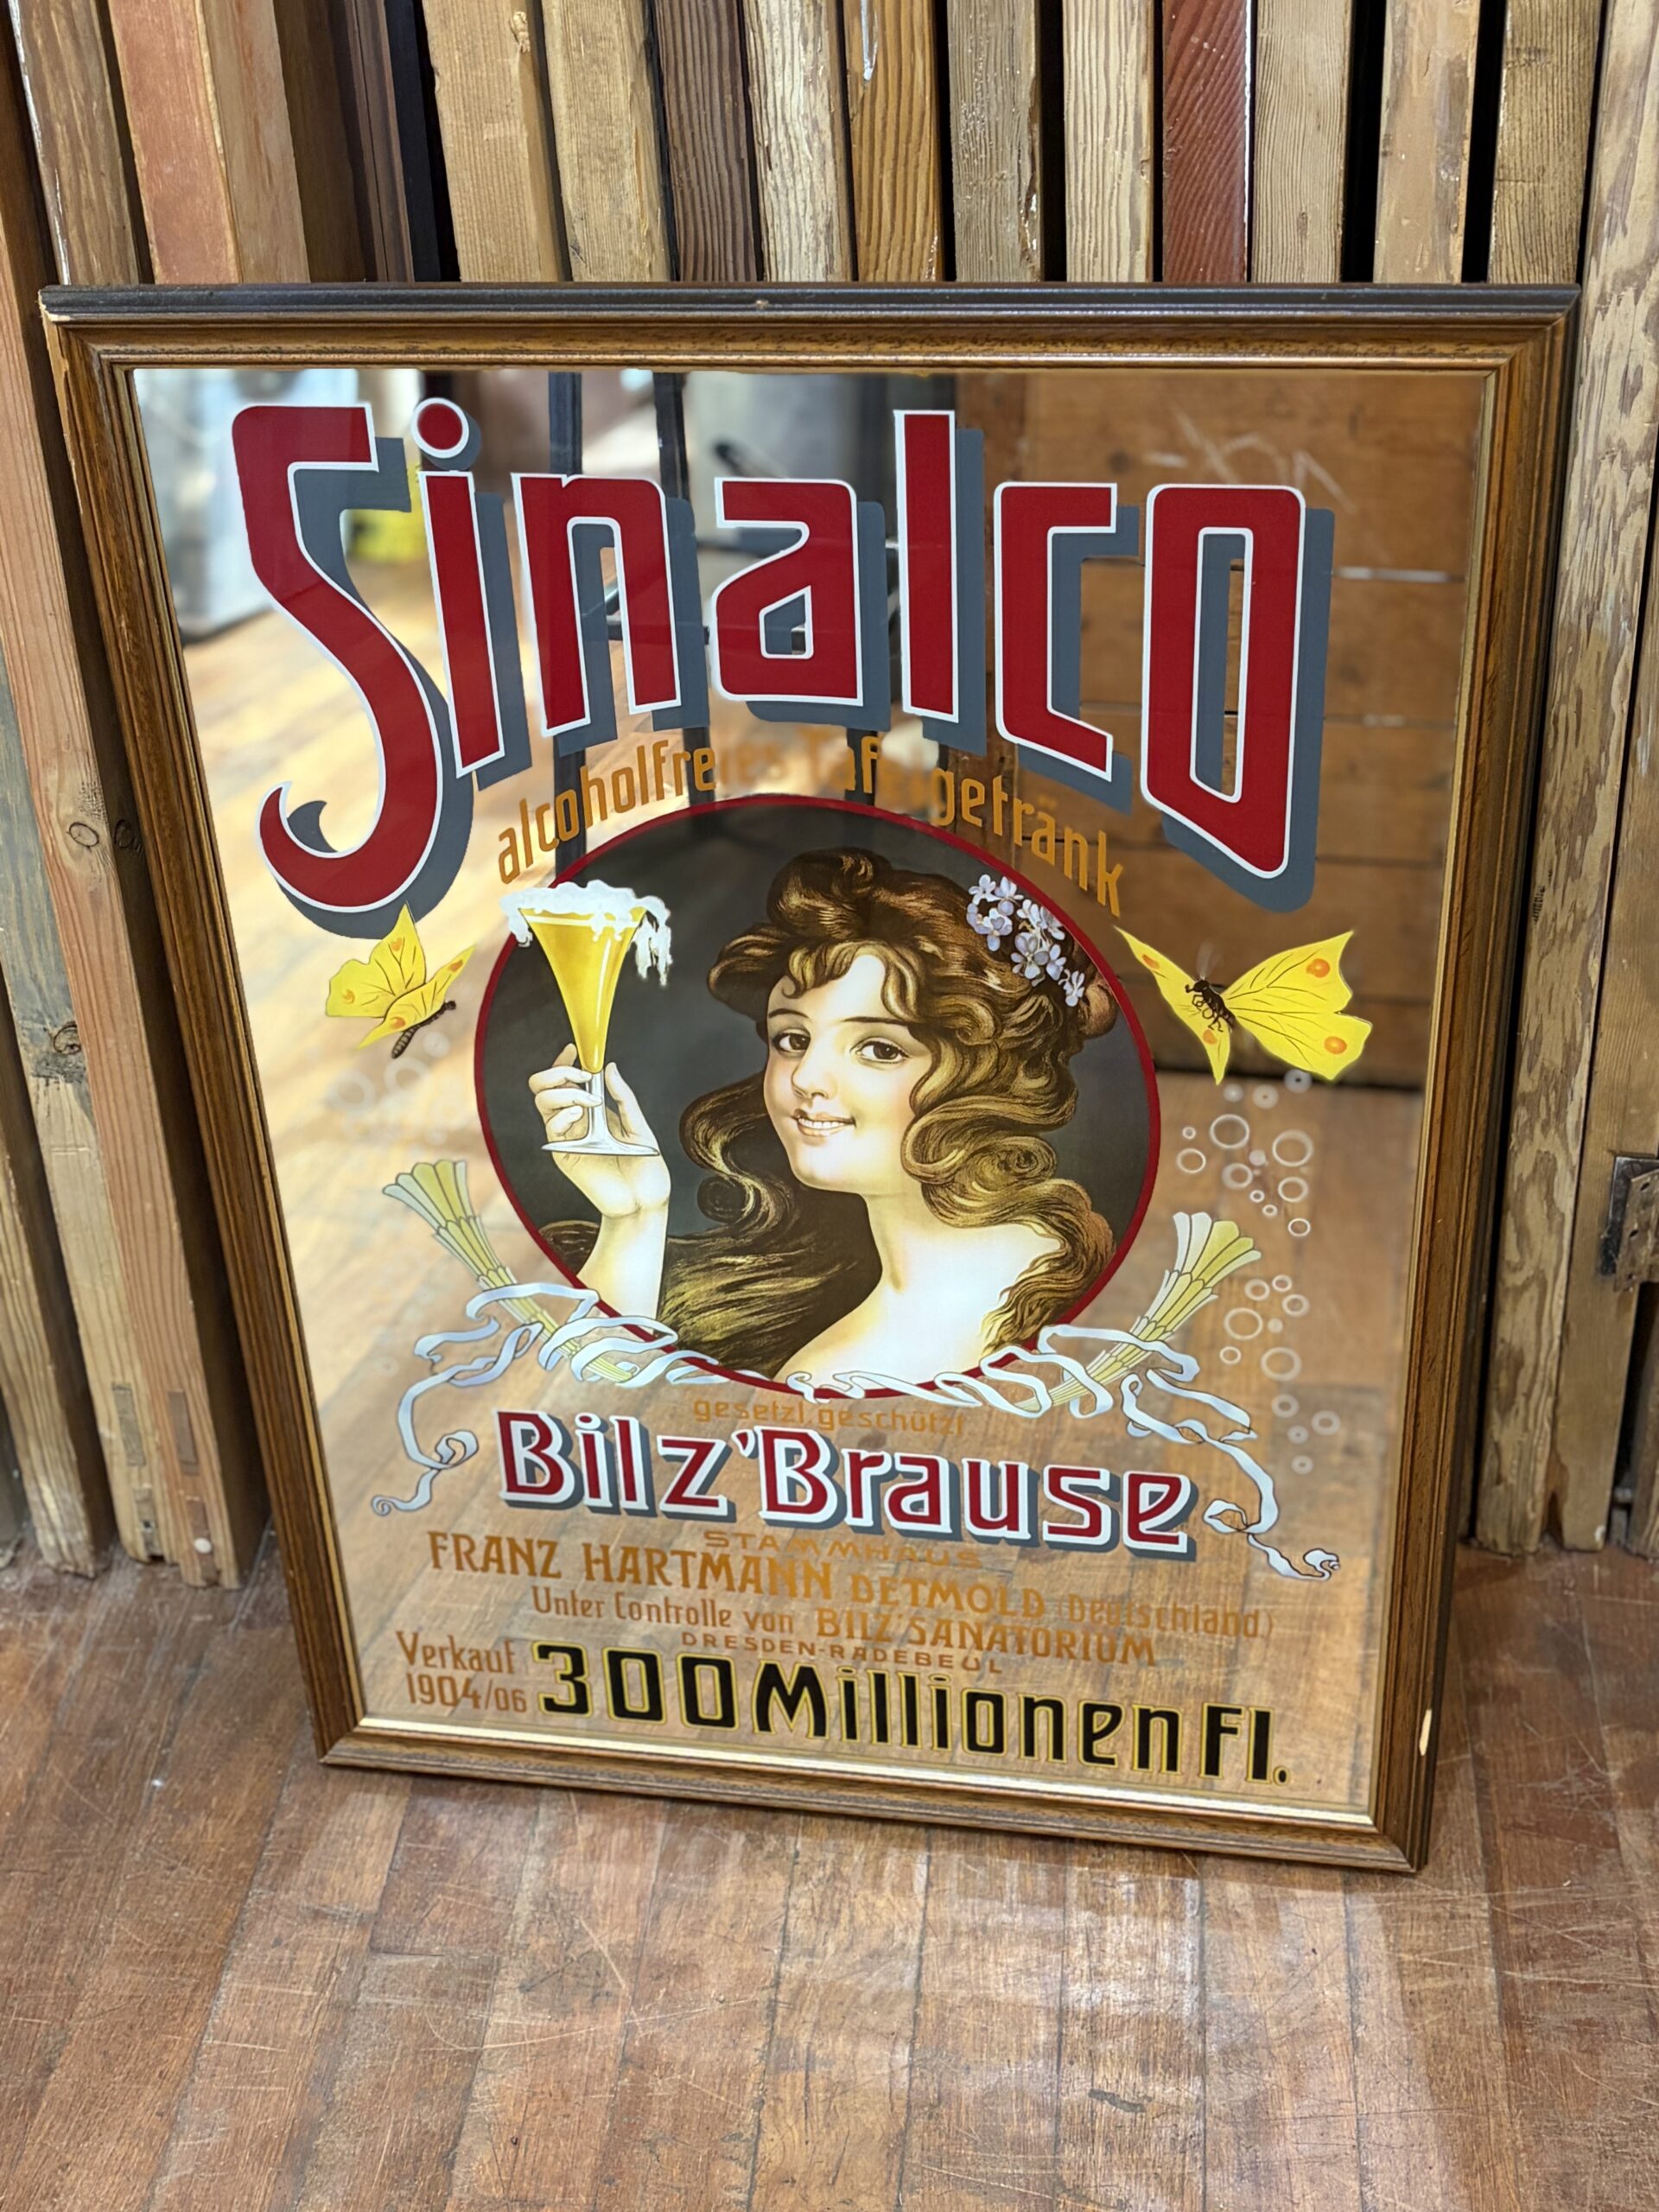 Sinalco
alcoholfreies Tafelgetränk
gesetzl. geschützt
Bilz'Brause
STAMMHAUS
FRANZ HARTMANN DETMOLD (Deutschland)
Unter Controlle von BILZ'SANATORIUM
DRESDEN-RADEBEUL
Verkauf
1904/06
300 Millionen Fl.